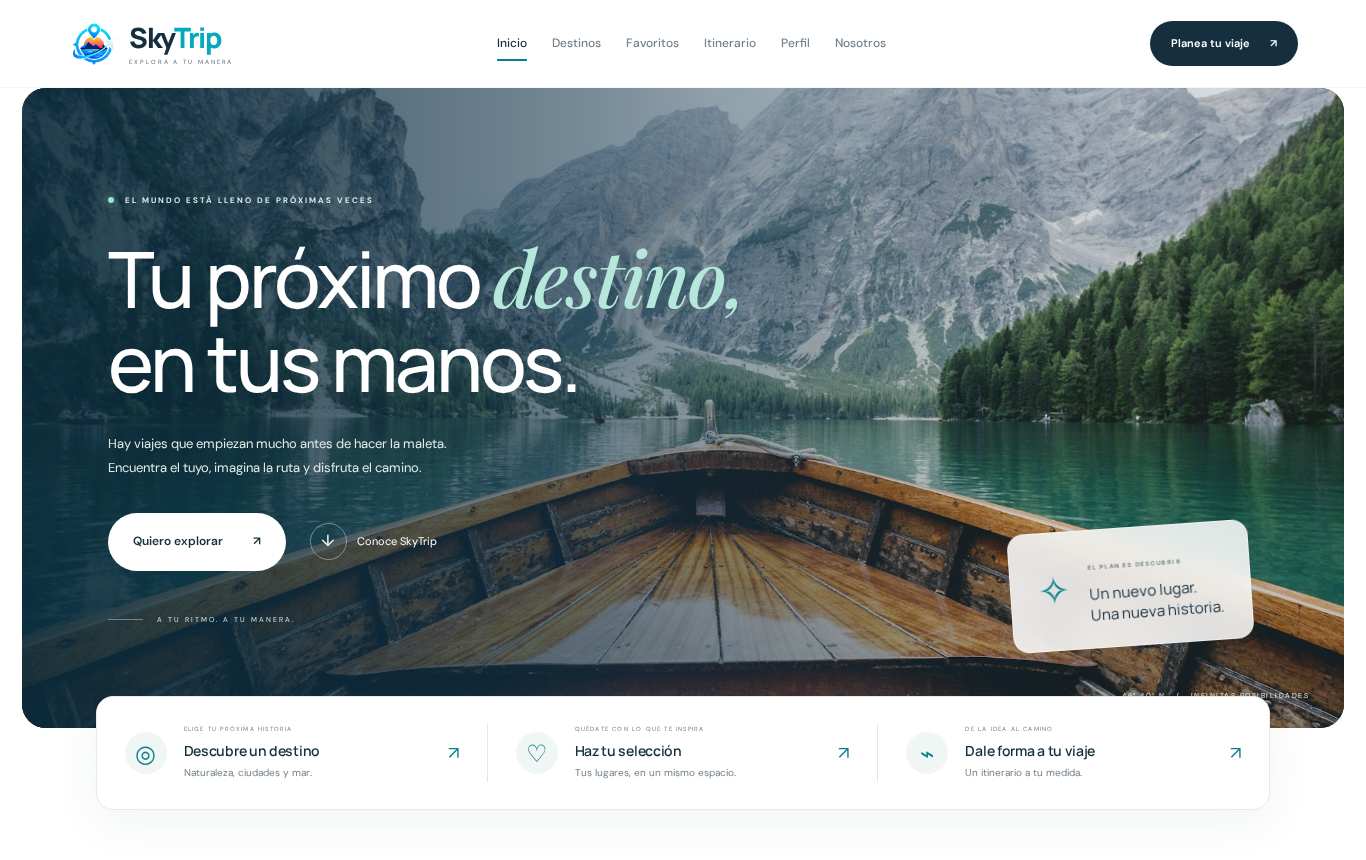 SkyTrip
EXPLORA A TU MANERA
Inicio
Destinos
Favoritos
Itinerario
Perfil
Nosotros
Planea tu viaje
EL MUNDO ESTÁ LLENO DE PRÓXIMAS VECES
Tu próximo destino,
en tus manos.
Hay viajes que empiezan mucho antes de hacer la maleta.
Encuentra el tuyo, imagina la ruta y disfruta el camino.
Quiero explorar
Conoce SkyTrip
A TU RITMO. A TU MANERA.
EL PLAN ES DESCUBRIR
Un nuevo lugar.
Una nueva historia.
/ INFINITAS POSIBILIDADES
ELIGE TU PRÓXIMA HISTORIA
Descubre un destino
Naturaleza, ciudades y mar.
QUÉDATE CON LO QUE TE INSPIRA
Haz tu selección
Tus lugares, en un mismo espacio.
DE LA IDEA AL CAMINO
Dale forma a tu viaje
Un itinerario a tu medida.